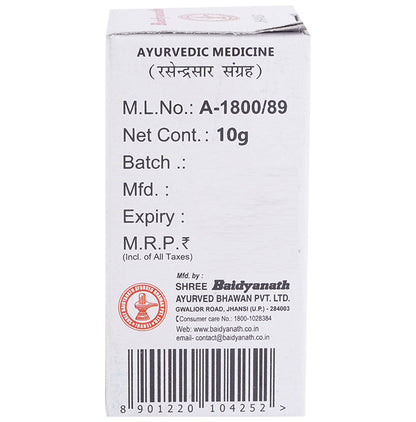 AYURVEDIC MEDICINE
(रसेन्द्रसार संग्रह)
M.L.No.: A-1800/89
Net Cont.: 10g
Batch .:
Mfd. :
Expiry :
M.R.P.₹
(Incl. of All Taxes)
Mfd. by :
SHREE Baidyanath
AYURVED BHAWAN PVT. LTD.
GWALIOR ROAD, JHANSI (U.P.) - 284003
Consumer care No.: 1800-1028384
Web: www.baidyanath.co.in
email- contact@baidyanath.co.in
8 901220 104252 >